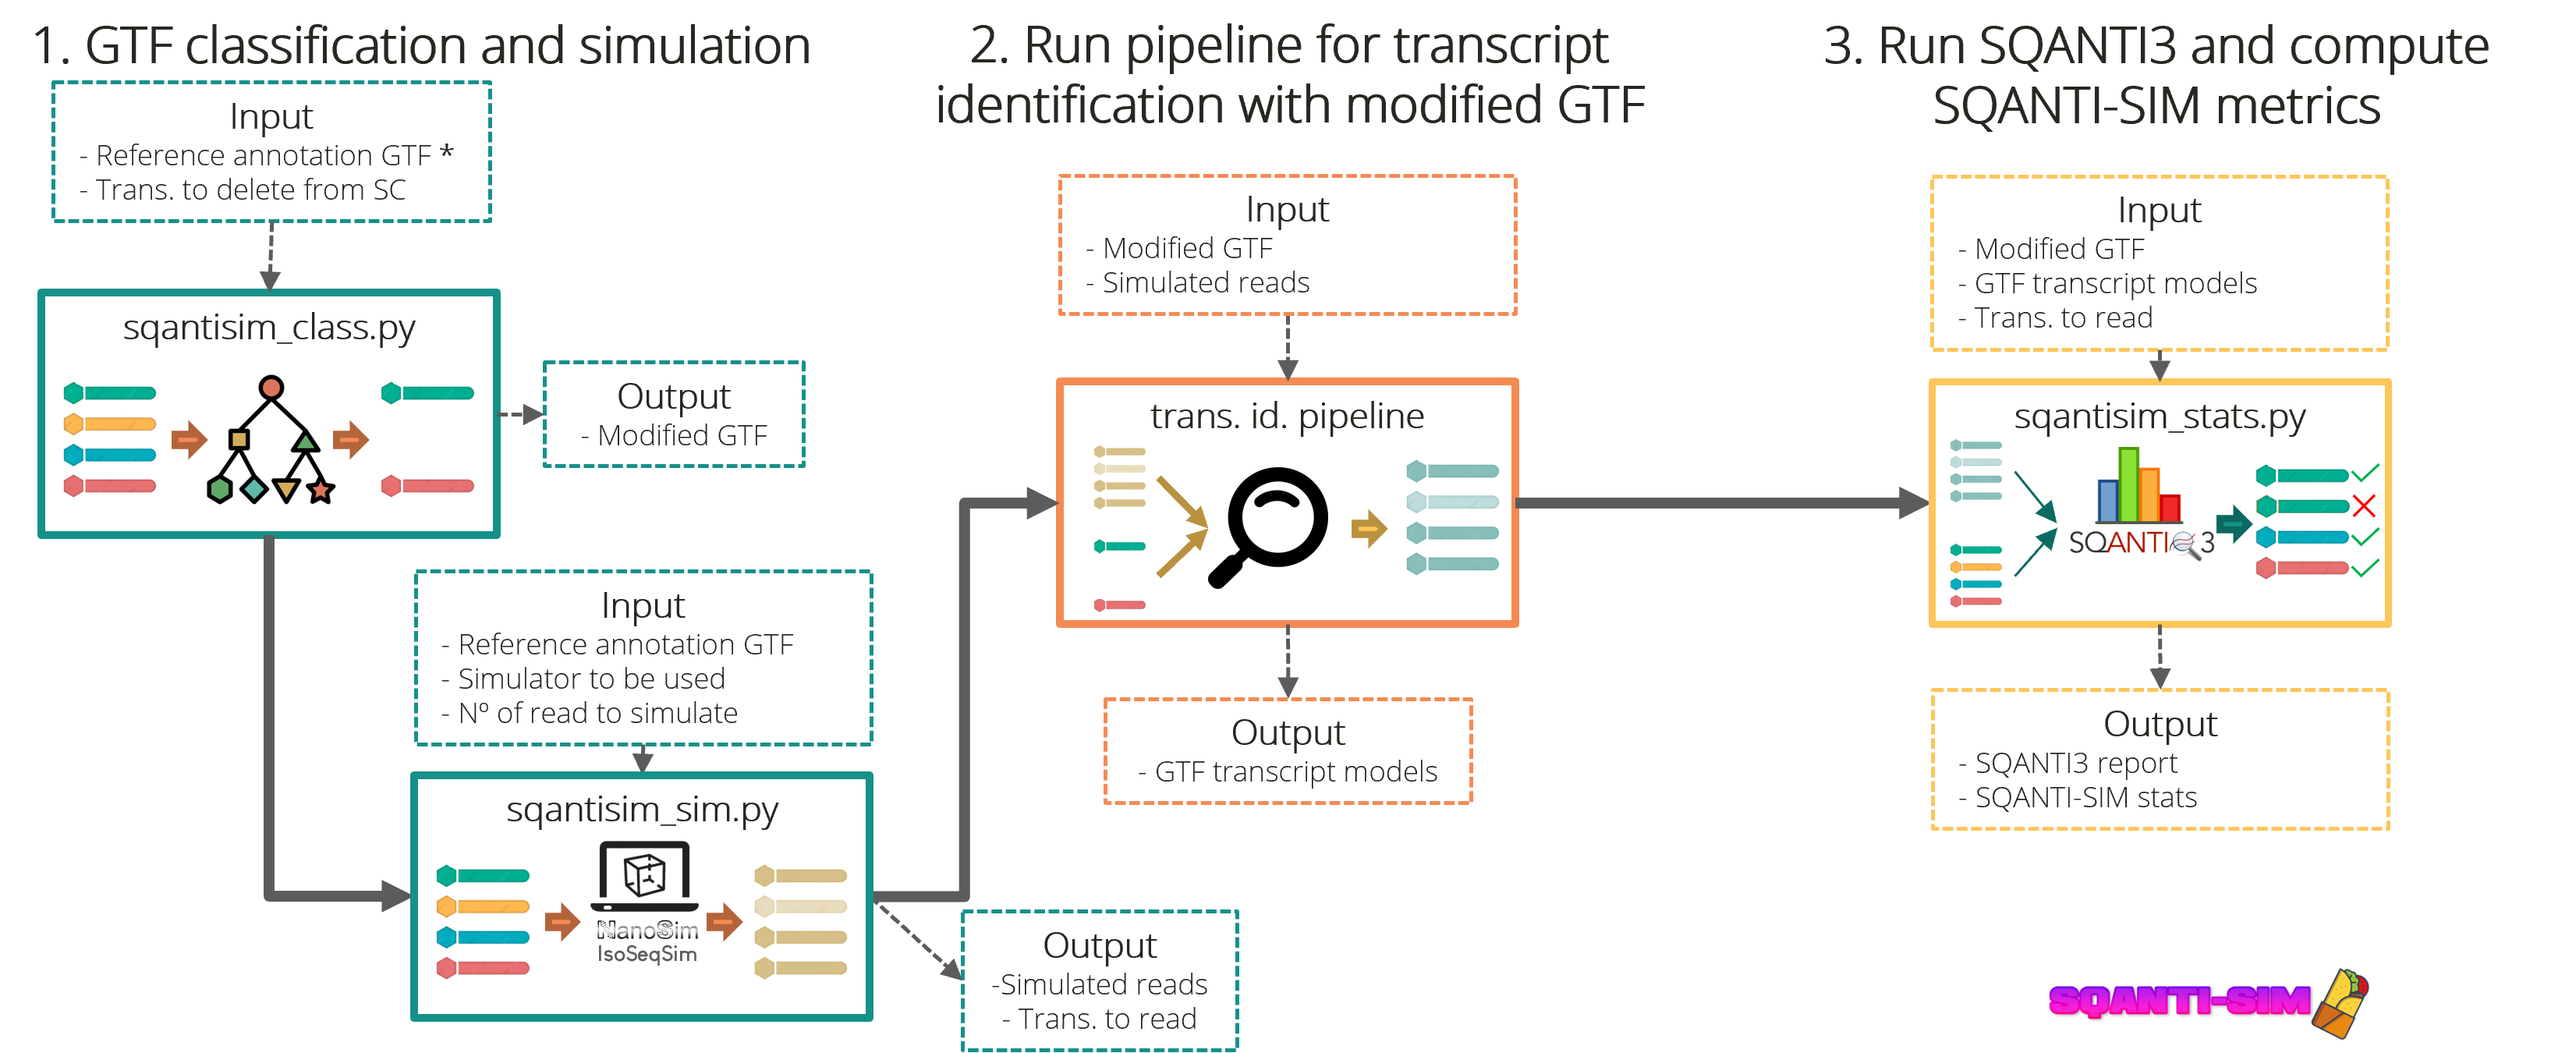 1. GTF classification and simulation
Input
- Reference annotation GTF *
- Trans. to delete from SC
sqantisim_class.py
Output
- Modified GTF
Input
- Reference annotation GTF
- Simulator to be used
- Nº of read to simulate
sqantisim_sim.py
NanoSim
IsoSeqSim
Output
-Simulated reads
- Trans. to read
2. Run pipeline for transcript
identification with modified GTF
Input
- Modified GTF
- Simulated reads
trans. id. pipeline
Output
- GTF transcript models
3. Run SQANTI3 and compute
SQANTI-SIM metrics
Input
- Modified GTF
- GTF transcript models
- Trans. to read
sqantisim_stats.py
SQANTI 3
Output
- SQANTI3 report
- SQANTI-SIM stats
SQANTI-SIM